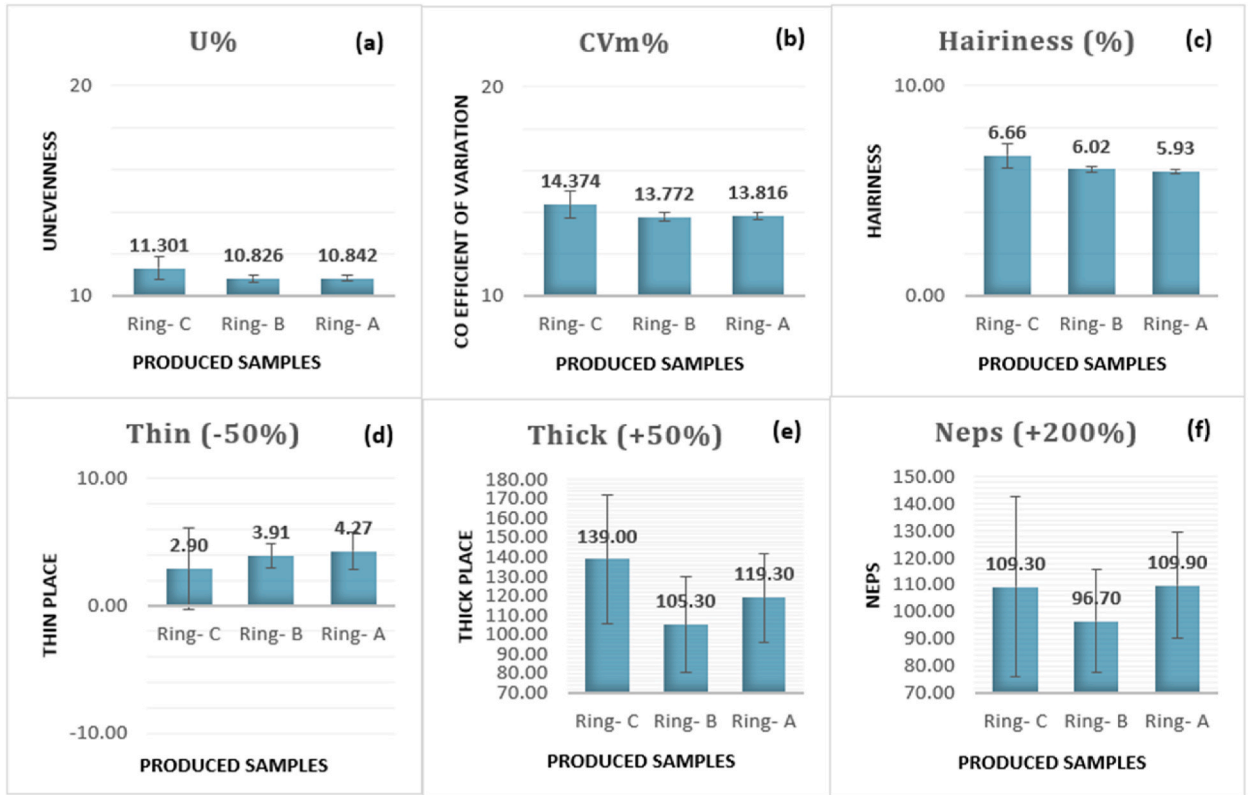 U% (a)
20
10
UNEVENNESS
11.301
10.826
10.842
Ring- C Ring- B Ring- A
PRODUCED SAMPLES
CVm% (b)
20
10
CO EFFICIENT OF VARIATION
14.374
13.772
13.816
Ring- C Ring- B Ring- A
PRODUCED SAMPLES
Hairiness (%) (c)
10.00
0.00
HAIRINESS
6.66
6.02
5.93
Ring- C Ring- B Ring- A
PRODUCED SAMPLES
Thin (-50%) (d)
10.00
0.00
-10.00
THIN PLACE
2.90
3.91
4.27
Ring- C Ring- B Ring- A
PRODUCED SAMPLES
Thick (+50%) (e)
180.00
170.00
160.00
150.00
140.00
130.00
120.00
110.00
100.00
90.00
80.00
70.00
THICK PLACE
139.00
105.30
119.30
Ring- C Ring- B Ring- A
PRODUCED SAMPLES
Neps (+200%) (f)
150.00
140.00
130.00
120.00
110.00
100.00
90.00
80.00
70.00
NEPS
109.30
96.70
109.90
Ring- C Ring- B Ring- A
PRODUCED SAMPLES